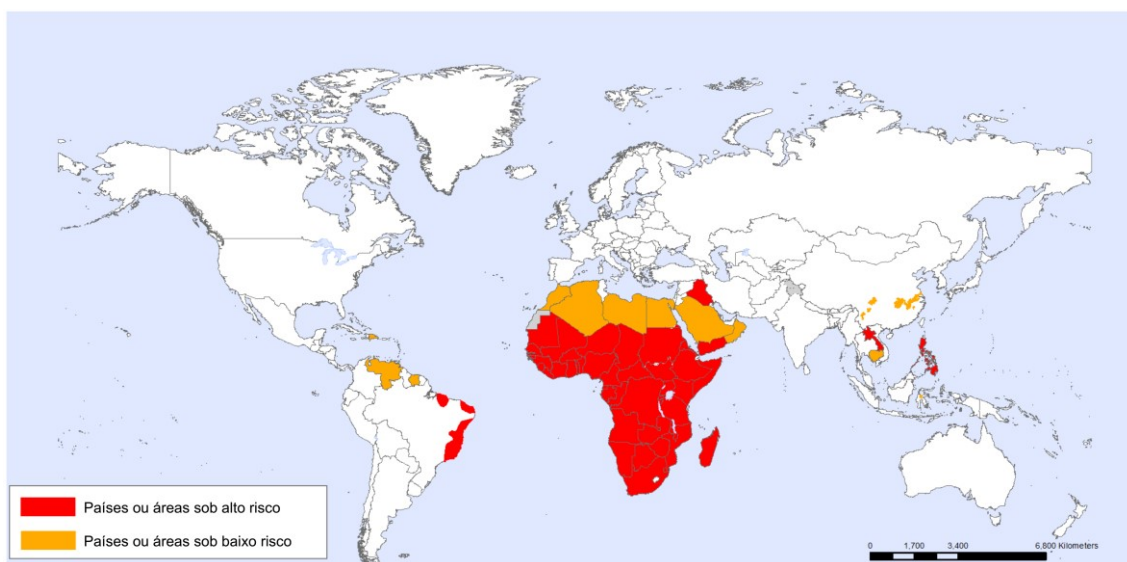 Países ou áreas sob alto risco
Países ou áreas sob baixo risco
0 1,700 3,400 6,800 Kilometers